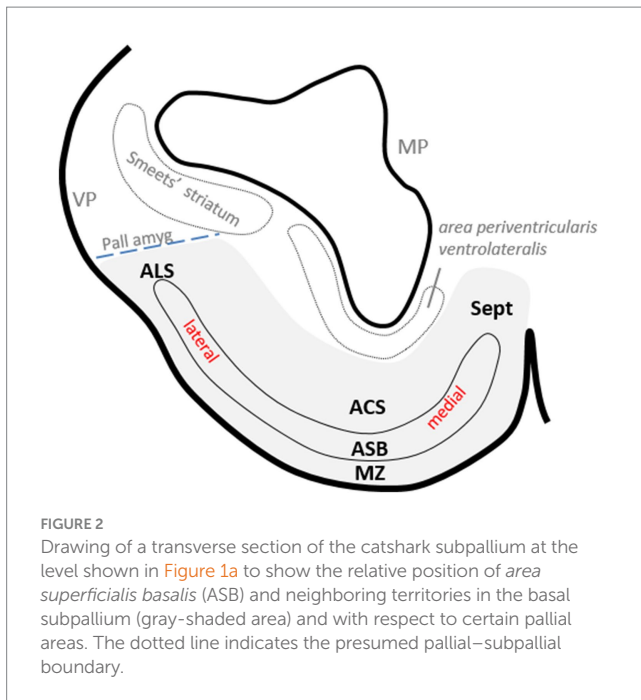 MP
Smeets' striatum
VP
area periventricularis
ventrolateralis
Pall amyg
ALS
Sept
lateral
medial
ACS
ASB
MZ
FIGURE 2
Drawing of a transverse section of the catshark subpallium at the
level shown in Figure 1a to show the relative position of area
superficialis basalis (ASB) and neighboring territories in the basal
subpallium (gray-shaded area) and with respect to certain pallial
areas. The dotted line indicates the presumed pallial–subpallial
boundary.